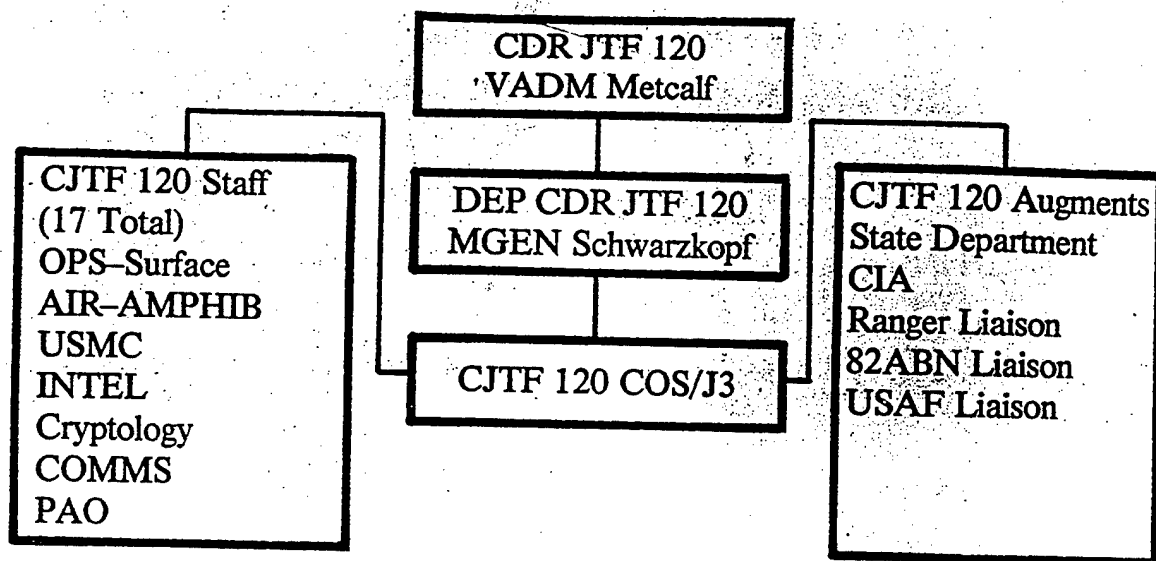 CDR JTF 120
VADM Metcalf
CJTF 120 Staff
(17 Total)
OPS–Surface
AIR–AMPHIB
USMC
INTEL
Cryptology
COMMS
PAO
DEP CDR JTF 120
MGEN Schwarzkopf
CJTF 120 COS/J3
CJTF 120 Augments
State Department
CIA
Ranger Liaison
82ABN Liaison
USAF Liaison